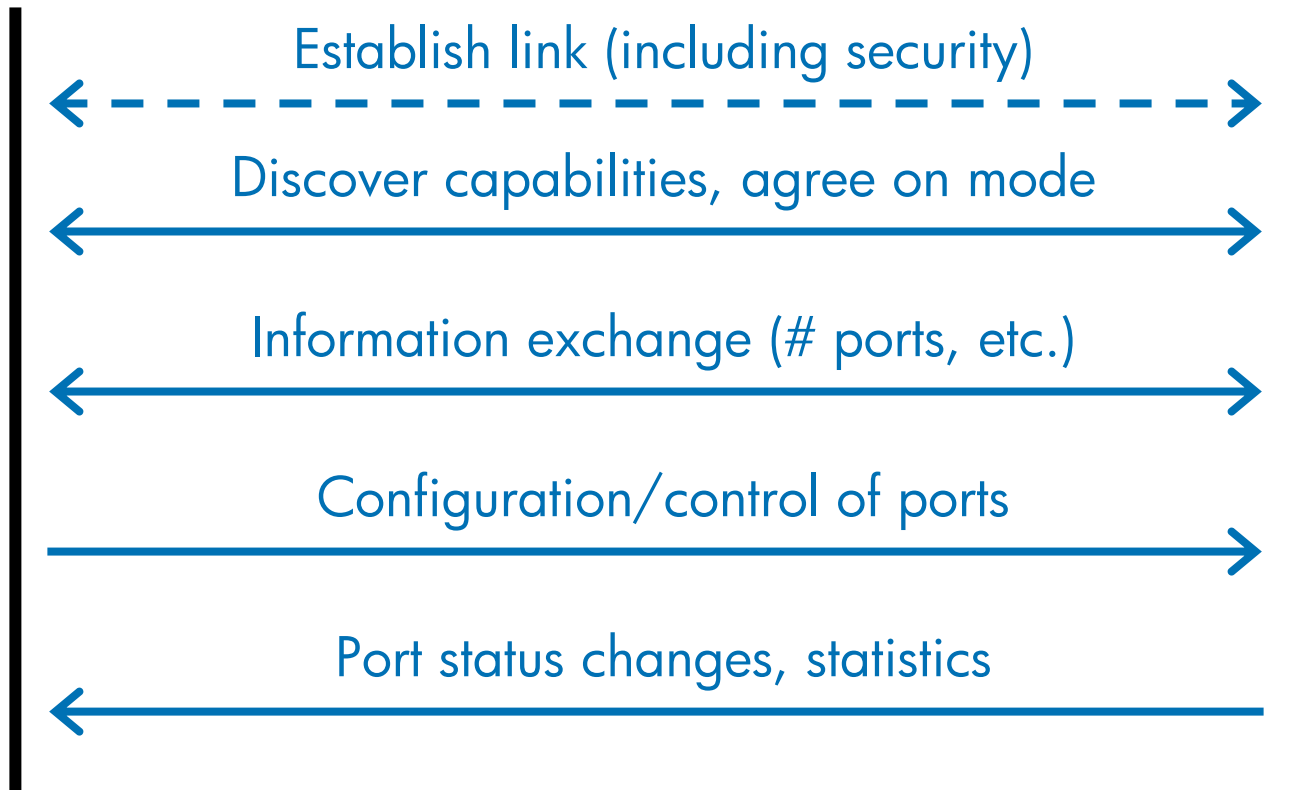 Establish link (including security)
Discover capabilities, agree on mode
Information exchange (# ports, etc.)
Configuration/control of ports
Port status changes, statistics